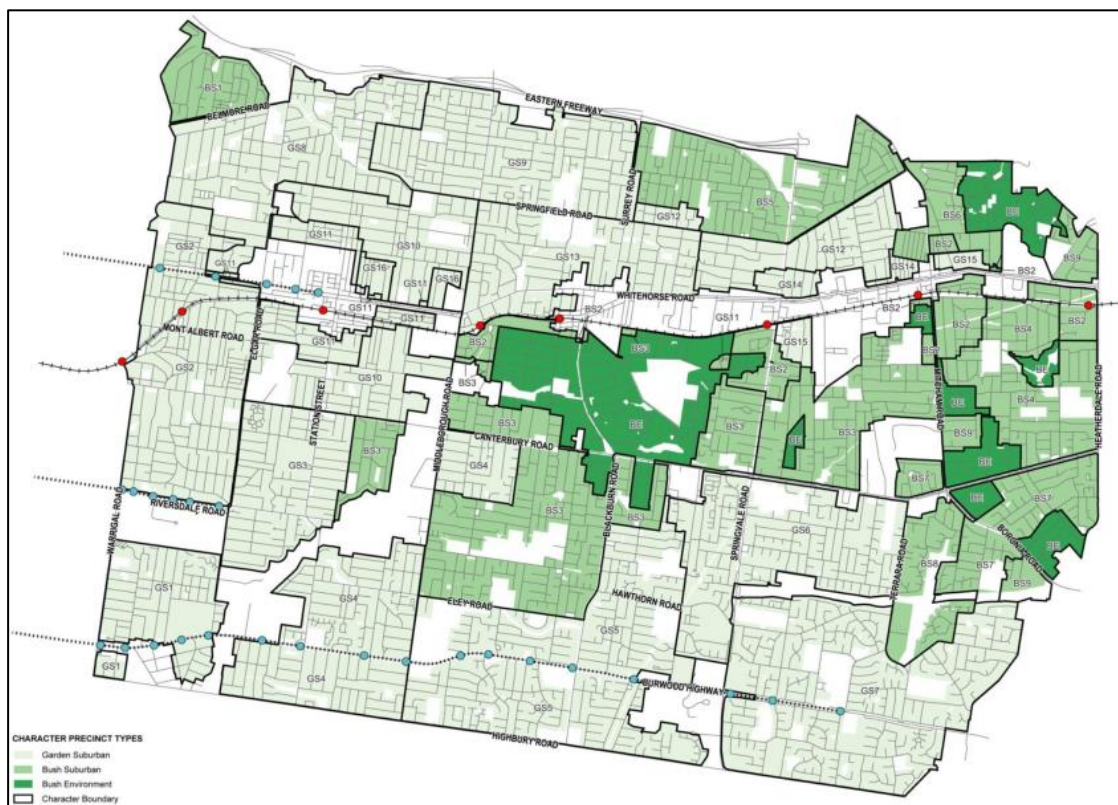 BS1
BELMORE ROAD
EASTERN FREEWAY
GS8
GS9
SURREY ROAD
BS5
SPRINGFIELD ROAD
GS12
BS6
BE
GS11
GS10
GS13
GS12
BS2
GS15
BS9
GS2
GS11
GS16
GS11
GS16
GS14
GS14
BS2
WHITEHORSE ROAD
BS2
GS11
GS11
GS11
BS2
BE
BS2
BS4
BS2
MONT ALBERT ROAD
ELGAR ROAD
GS11
BS2
BS3
GS15
BS2
BE
GS2
GS10
BS3
BS2
BE
BS4
STATION STREET
MIDDLEBOROUGH ROAD
BS3
CANTERBURY ROAD
BE
BS3
BE
BS3
BS9
HEATHERDALE ROAD
GS3
BS3
GS4
BE
BS7
BE
BS7
WARRIGAL ROAD
RIVERSDALE ROAD
BS3
BLACKBURN ROAD
BS3
SPRINGVALE ROAD
GS6
BORONIA ROAD
BE
GS1
GS4
ELEY ROAD
HAWTHORN ROAD
TERRARA ROAD
BS8
BS7
BS9
GS5
GS1
GS4
BURWOOD HIGHWAY
GS7
GS5
HIGHBURY ROAD
CHARACTER PRECINCT TYPES
Garden Suburban
Bush Suburban
Bush Environment
Character Boundary